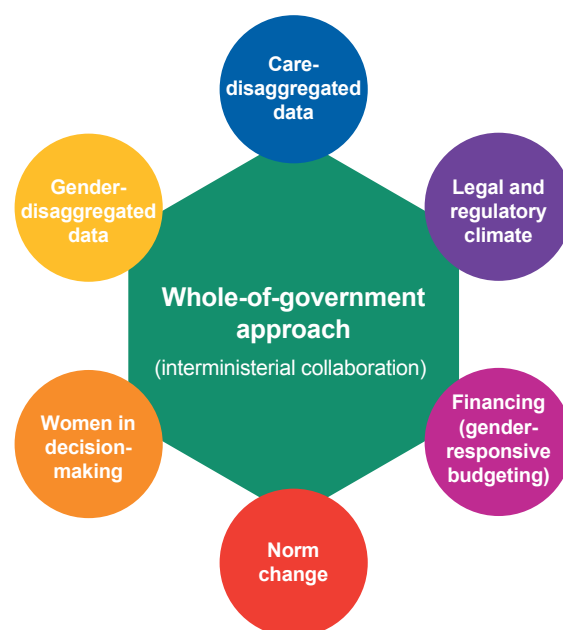 Care-
disaggregated
data
Gender-
disaggregated
data
Legal and
regulatory
climate
Whole-of-government
approach
(interministerial collaboration)
Women in
decision-
making
Financing
(gender-
responsive
budgeting)
Norm
change